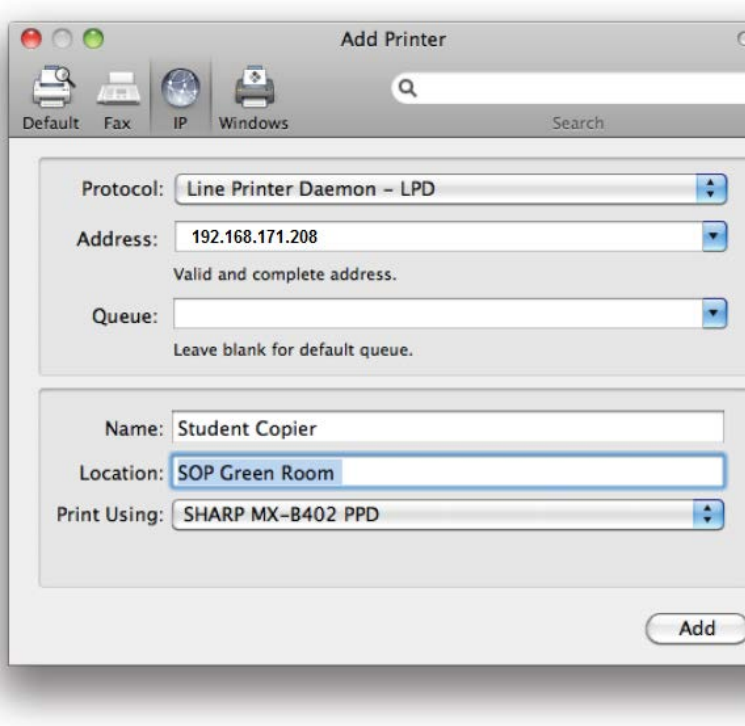 Add Printer
Default Fax IP Windows Search
Protocol: Line Printer Daemon – LPD
Address: 192.168.171.208
Valid and complete address.
Queue:
Leave blank for default queue.
Name: Student Copier
Location: SOP Green Room
Print Using: SHARP MX–B402 PPD
Add